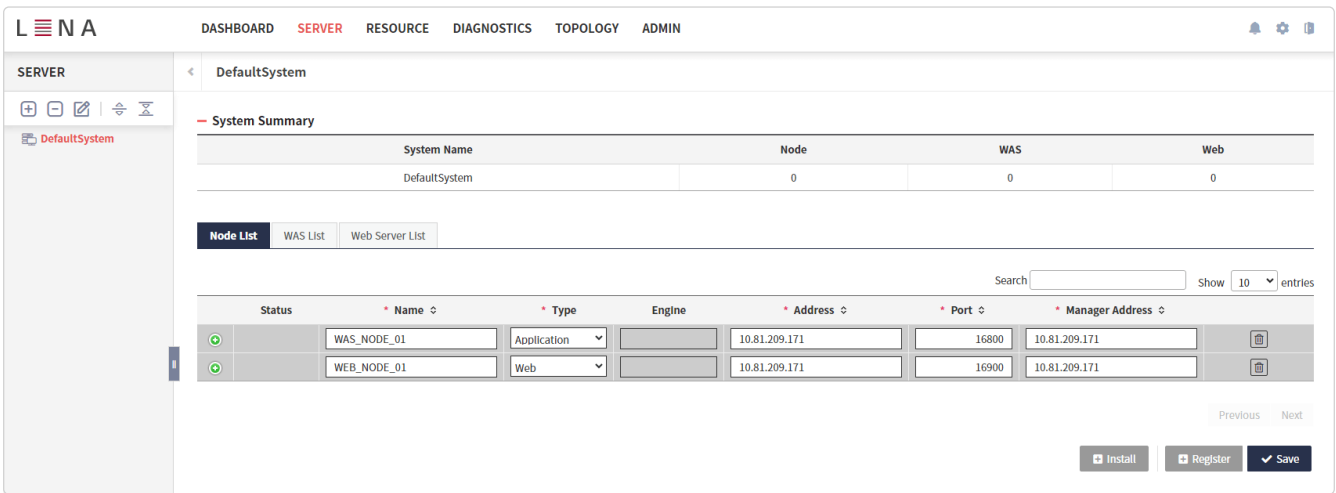 LENA
DASHBOARD SERVER RESOURCE DIAGNOSTICS TOPOLOGY ADMIN
SERVER
DefaultSystem
DefaultSystem
System Summary
System Name Node WAS Web
DefaultSystem 0 0 0
Node List WAS List Web Server List
Search Show 10 entries
Status * Name * Type Engine * Address * Port * Manager Address
WAS_NODE_01 Application 10.81.209.171 16800 10.81.209.171
WEB_NODE_01 Web 10.81.209.171 16900 10.81.209.171
Previous Next
Install Register Save